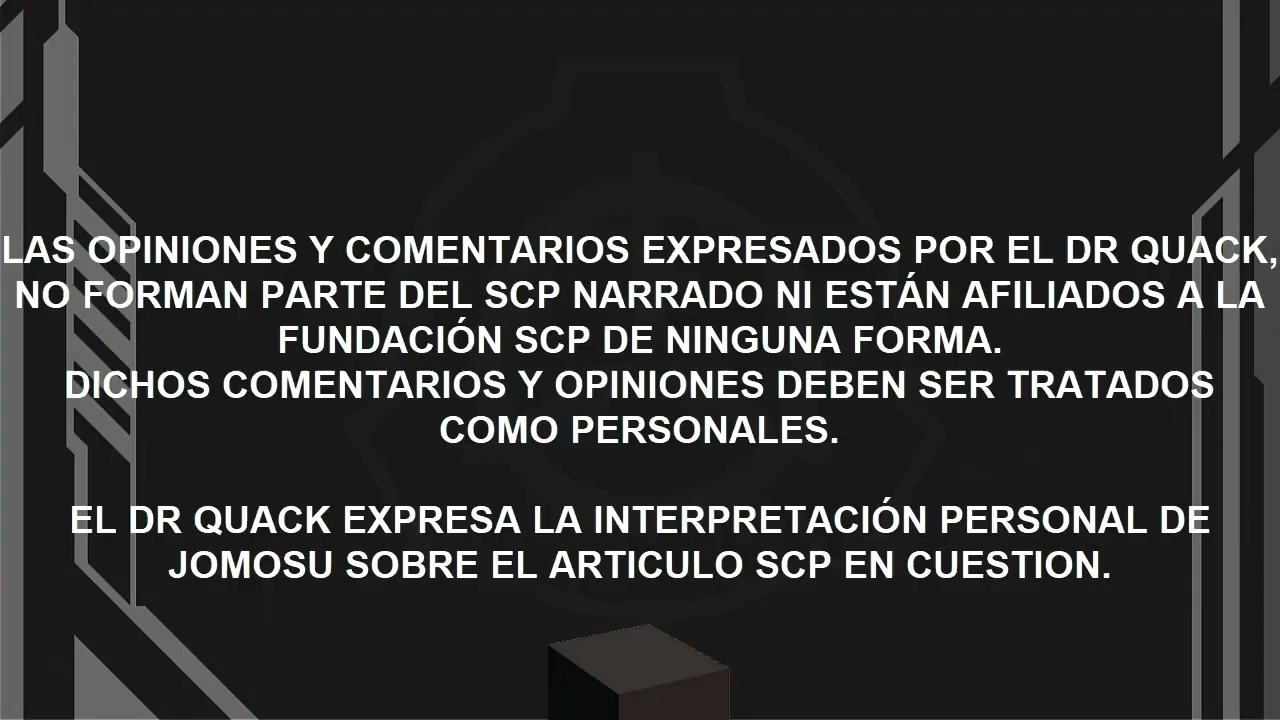 LAS OPINIONES Y COMENTARIOS EXPRESADOS POR EL DR QUACK,
NO FORMAN PARTE DEL SCP NARRADO NI ESTÁN AFILIADOS A LA
FUNDACIÓN SCP DE NINGUNA FORMA.
DICHOS COMENTARIOS Y OPINIONES DEBEN SER TRATADOS
COMO PERSONALES.
EL DR QUACK EXPRESA LA INTERPRETACIÓN PERSONAL DE
JOMOSU SOBRE EL ARTICULO SCP EN CUESTION.